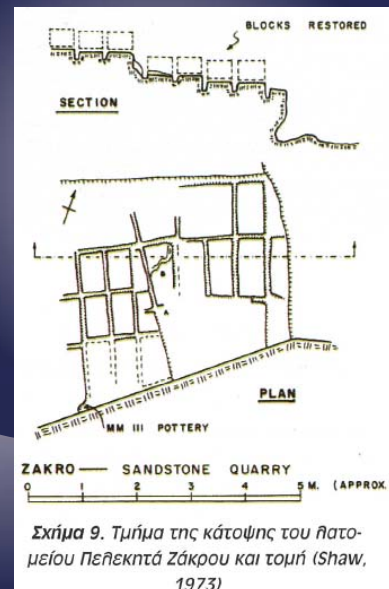 BLOCKS RESTORED
SECTION
B
A
PLAN
MM III POTTERY
ZAKRO — SANDSTONE QUARRY
0 1 2 3 4 5 M. (APPROX.
Σχήμα 9. Τμήμα της κάτοψης του λατο-
μείου Πελεκητά Ζάκρου και τομή (Shaw,
1973)